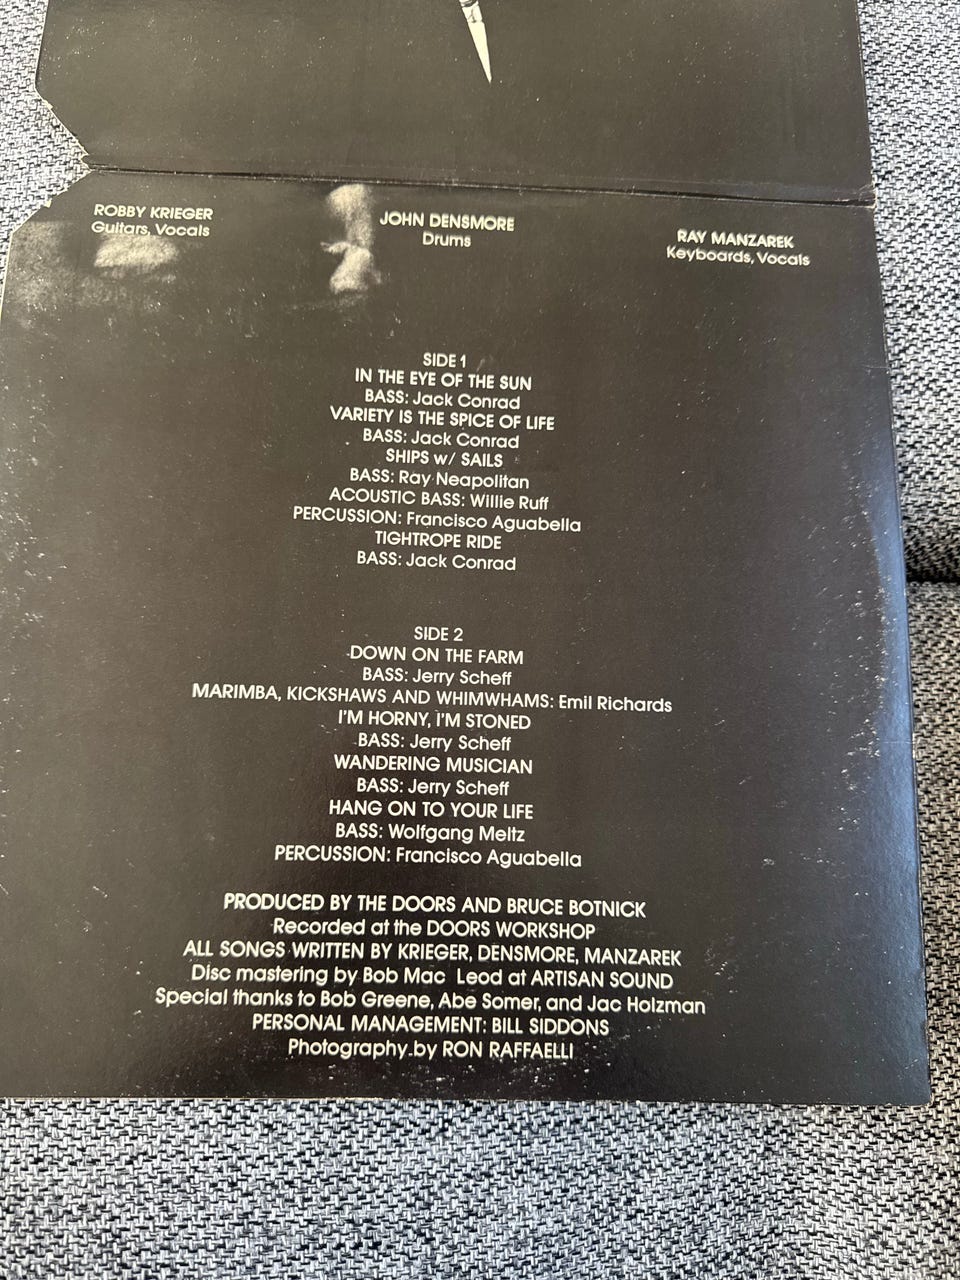 ROBBY KRIEGER
Guitars, Vocals
JOHN DENSMORE
Drums
RAY MANZAREK
Keyboards, Vocals
SIDE 1
IN THE EYE OF THE SUN
BASS: Jack Conrad
VARIETY IS THE SPICE OF LIFE
BASS: Jack Conrad
SHIPS w/ SAILS
BASS: Ray Neapolitan
ACOUSTIC BASS: Willie Ruff
PERCUSSION: Francisco Aguabella
TIGHTROPE RIDE
BASS: Jack Conrad
SIDE 2
DOWN ON THE FARM
BASS: Jerry Scheff
MARIMBA, KICKSHAWS AND WHIMWHAMS: Emil Richards
I'M HORNY, I'M STONED
BASS: Jerry Scheff
WANDERING MUSICIAN
BASS: Jerry Scheff
HANG ON TO YOUR LIFE
BASS: Wolfgang Meltz
PERCUSSION: Francisco Aguabella
PRODUCED BY THE DOORS AND BRUCE BOTNICK
Recorded at the DOORS WORKSHOP
ALL SONGS WRITTEN BY KRIEGER, DENSMORE, MANZAREK
Disc mastering by Bob Mac Leod at ARTISAN SOUND
Special thanks to Bob Greene, Abe Somer, and Jac Holzman
PERSONAL MANAGEMENT: BILL SIDDONS
Photography by RON RAFFAELLI